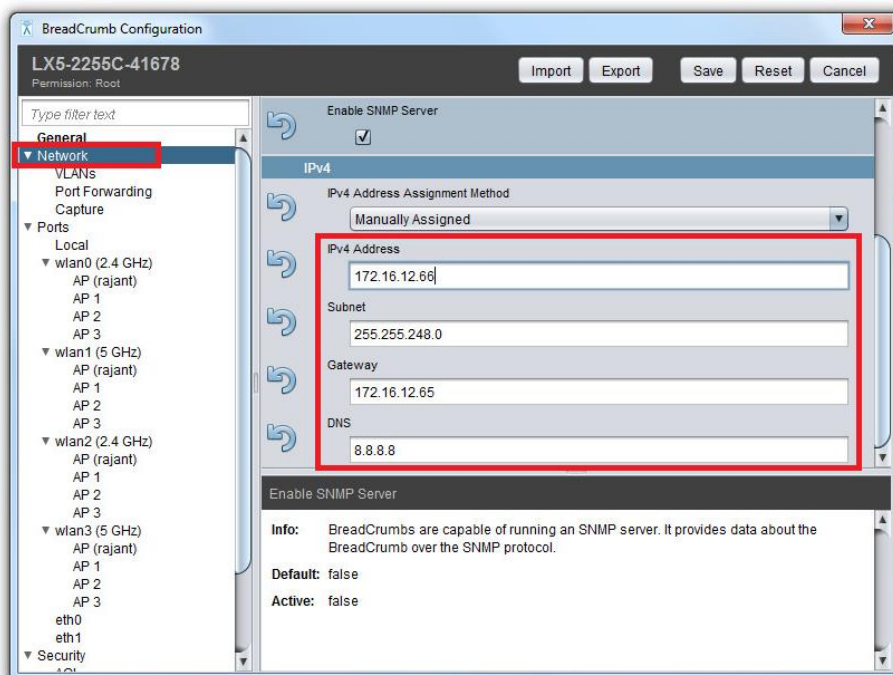 BreadCrumb Configuration
LX5-2255C-41678
Permission: Root
Import Export Save Reset Cancel
Type filter text
General
Network
VLANs
Port Forwarding
Capture
Ports
Local
wlan0 (2.4 GHz)
AP (rajant)
AP 1
AP 2
AP 3
wlan1 (5 GHz)
AP (rajant)
AP 1
AP 2
AP 3
wlan2 (2.4 GHz)
AP (rajant)
AP 1
AP 2
AP 3
wlan3 (5 GHz)
AP (rajant)
AP 1
AP 2
AP 3
eth0
eth1
Security
Enable SNMP Server
IPv4
IPv4 Address Assignment Method
Manually Assigned
IPv4 Address
172.16.12.66
Subnet
255.255.248.0
Gateway
172.16.12.65
DNS
8.8.8.8
Enable SNMP Server
Info: BreadCrumbs are capable of running an SNMP server. It provides data about the
BreadCrumb over the SNMP protocol.
Default: false
Active: false